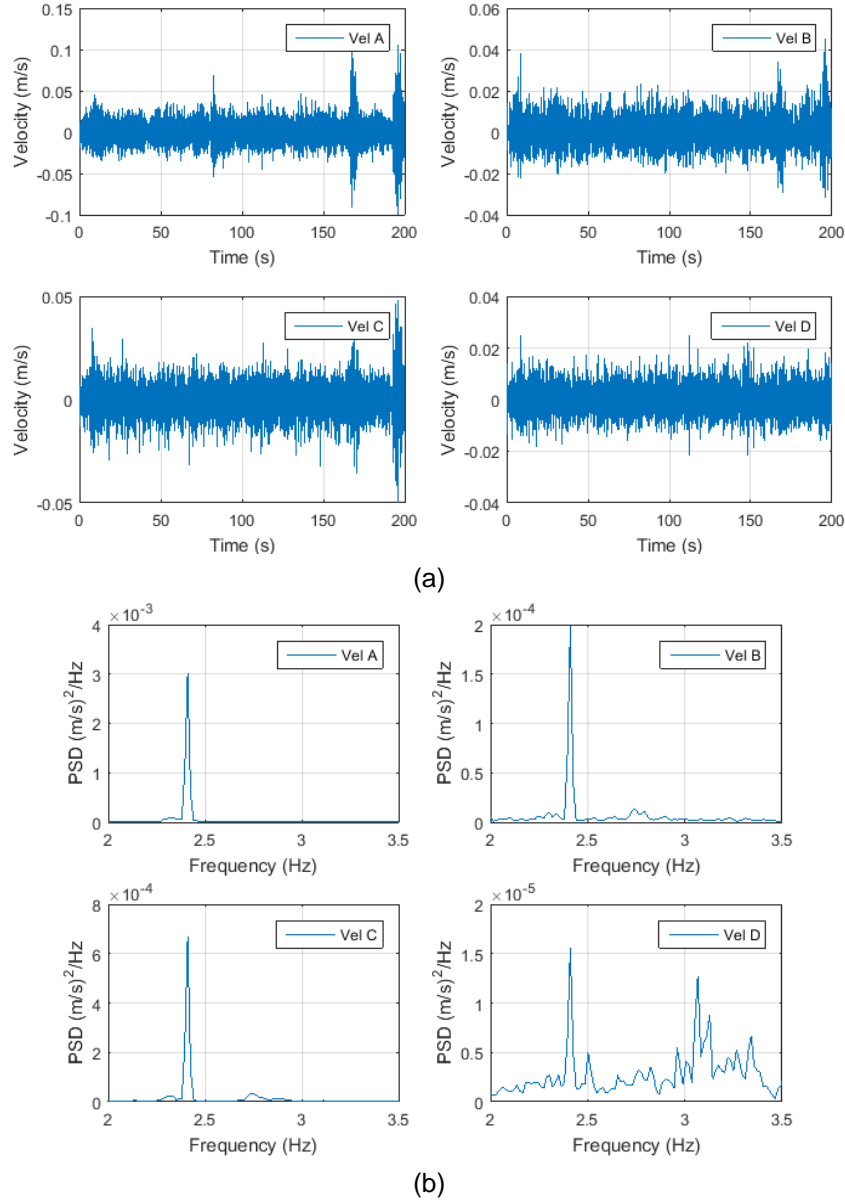 Vel A
Velocity (m/s)
0.15
0.1
0.05
0
-0.05
-0.1
0 50 100 150 200
Time (s)
Vel B
Velocity (m/s)
0.06
0.04
0.02
0
-0.02
-0.04
0 50 100 150 200
Time (s)
Vel C
Velocity (m/s)
0.05
0
-0.05
0 50 100 150 200
Time (s)
Vel D
Velocity (m/s)
0.04
0.02
0
-0.02
-0.04
0 50 100 150 200
Time (s)
(a)
×10⁻³
Vel A
PSD (m/s)²/Hz
4
3
2
1
0
2 2.5 3 3.5
Frequency (Hz)
×10⁻⁴
Vel B
PSD (m/s)²/Hz
2
1.5
1
0.5
0
2 2.5 3 3.5
Frequency (Hz)
×10⁻⁴
Vel C
PSD (m/s)²/Hz
8
6
4
2
0
2 2.5 3 3.5
Frequency (Hz)
×10⁻⁵
Vel D
PSD (m/s)²/Hz
2
1.5
1
0.5
0
2 2.5 3 3.5
Frequency (Hz)
(b)